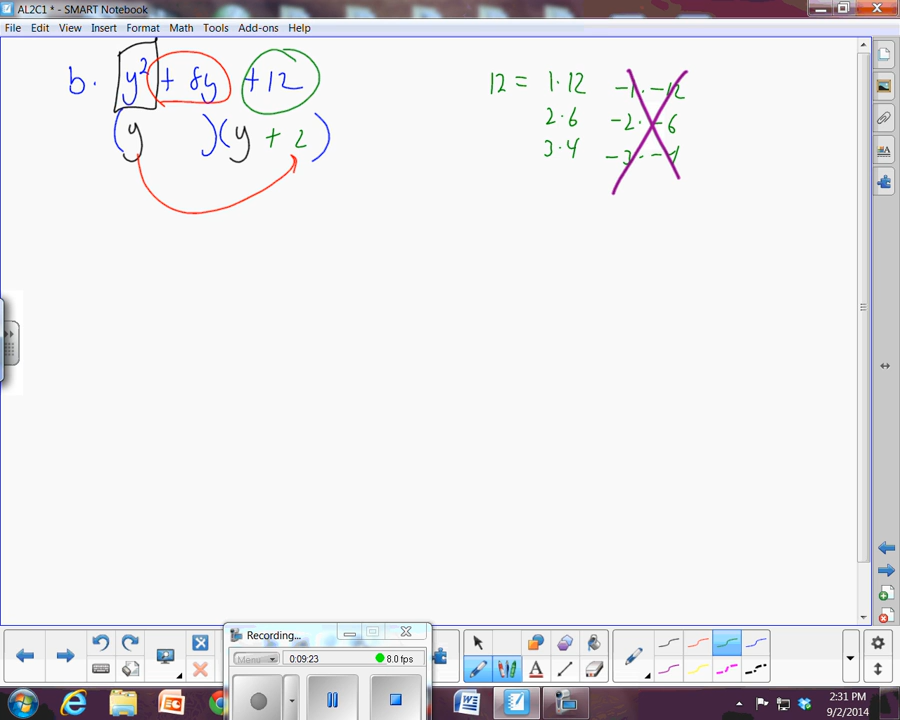 AL2C1 * - SMART Notebook
File Edit View Insert Format Math Tools Add-ons Help
b. y² + 8y + 12
(y )(y + 2)
12 = 1·12 -1·-12
2·6 -2·-6
3·4 -3·-4
Recording...
Menu 0:09:23 8.0 fps
A
W
2:31 PM
9/2/2014